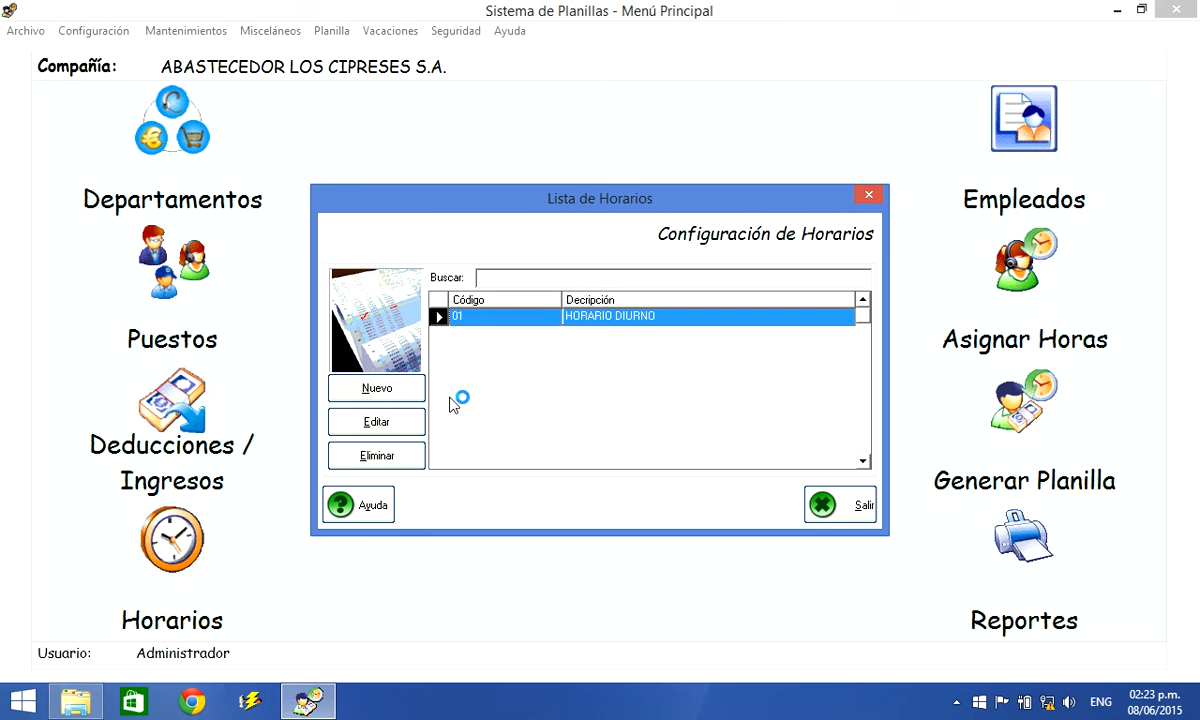 Sistema de Planillas - Menú Principal
Archivo Configuración Mantenimientos Misceláneos Planilla Vacaciones Seguridad Ayuda
Compañía: ABASTECEDOR LOS CIPRESES S.A.
Departamentos
Puestos
Deducciones /
Ingresos
Horarios
Lista de Horarios
Configuración de Horarios
Buscar:
Código Decripción
01 HORARIO DIURNO
Nuevo
Editar
Eliminar
Ayuda
Salir
Empleados
Asignar Horas
Generar Planilla
Reportes
Usuario: Administrador
ENG
02:23 p.m.
08/06/2015